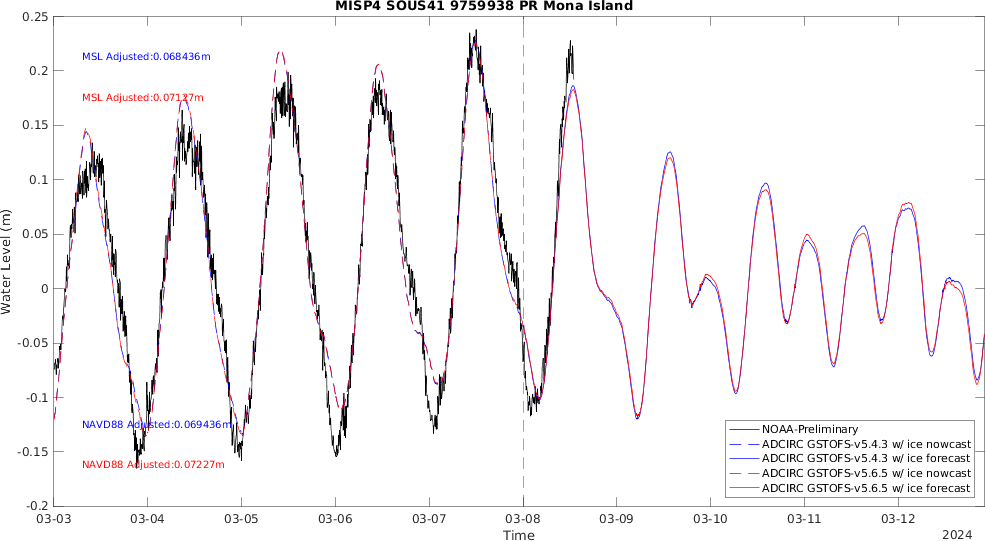 MISP4 SOUS41 9759938 PR Mona Island
0.25
0.2
0.15
0.1
0.05
0
-0.05
-0.1
-0.15
-0.2
Water Level (m)
MSL Adjusted:0.068436m
MSL Adjusted:0.07127m
NAVD88 Adjusted:0.069436m
NAVD88 Adjusted:0.07227m
NOAA-Preliminary
ADCIRC GSTOFS-v5.4.3 w/ ice nowcast
ADCIRC GSTOFS-v5.4.3 w/ ice forecast
ADCIRC GSTOFS-v5.6.5 w/ ice nowcast
ADCIRC GSTOFS-v5.6.5 w/ ice forecast
03-03 03-04 03-05 03-06 03-07 03-08 03-09 03-10 03-11 03-12
Time
2024